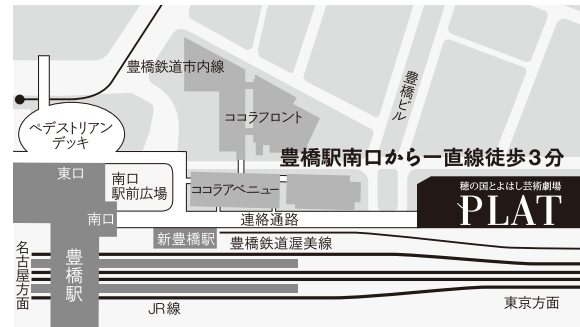 豊橋鉄道市内線
豊橋ビル
ココラフロント
ペデストリアン
デッキ
豊橋駅南口から一直線徒歩3分
東口
南口
駅前広場
ココラアベニュー
穂の国とよはし芸術劇場
PLAT
南口
連絡通路
新豊橋駅
豊橋鉄道渥美線
名古屋方面
豊橋駅
JR線
東京方面